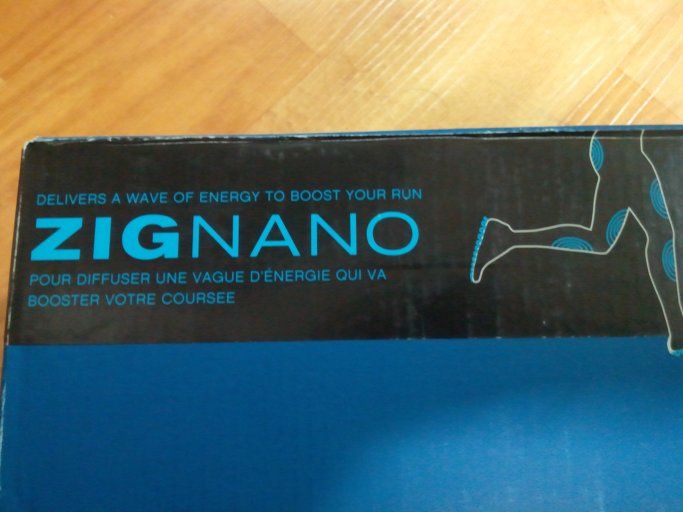 DELIVERS A WAVE OF ENERGY TO BOOST YOUR RUN
ZIGNANO
POUR DIFFUSER UNE VAGUE D'ÉNERGIE QUI VA
BOOSTER VOTRE COURSEE